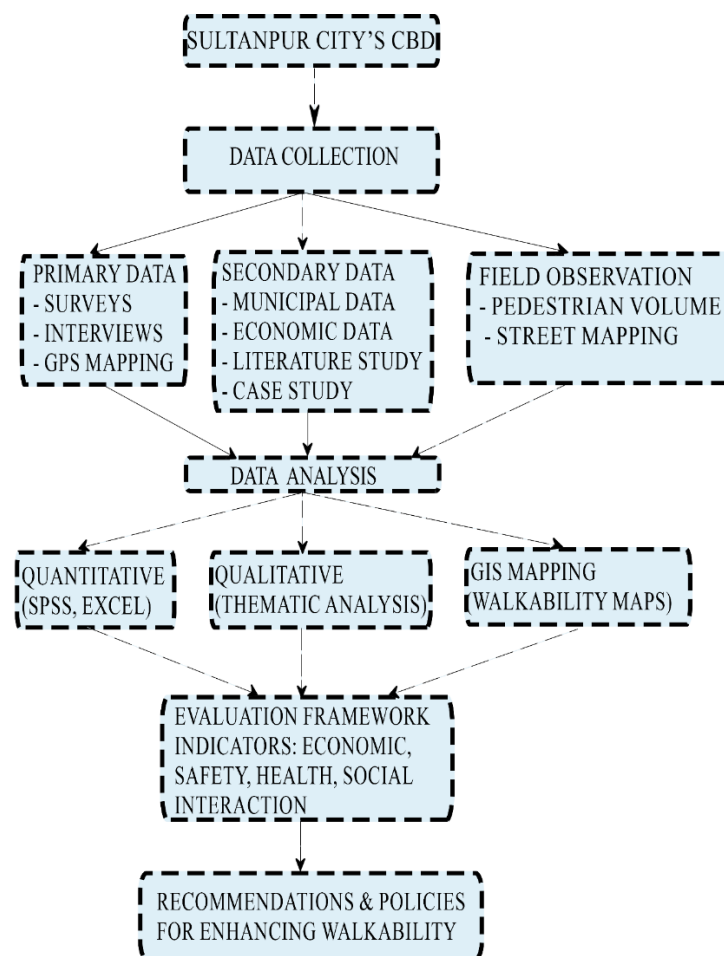 SULTANPUR CITY'S CBD
DATA COLLECTION
PRIMARY DATA
- SURVEYS
- INTERVIEWS
- GPS MAPPING
SECONDARY DATA
- MUNICIPAL DATA
- ECONOMIC DATA
- LITERATURE STUDY
- CASE STUDY
FIELD OBSERVATION
- PEDESTRIAN VOLUME
- STREET MAPPING
DATA ANALYSIS
QUANTITATIVE
(SPSS, EXCEL)
QUALITATIVE
(THEMATIC ANALYSIS)
GIS MAPPING
(WALKABILITY MAPS)
EVALUATION FRAMEWORK
INDICATORS: ECONOMIC,
SAFETY, HEALTH, SOCIAL
INTERACTION
RECOMMENDATIONS & POLICIES
FOR ENHANCING WALKABILITY